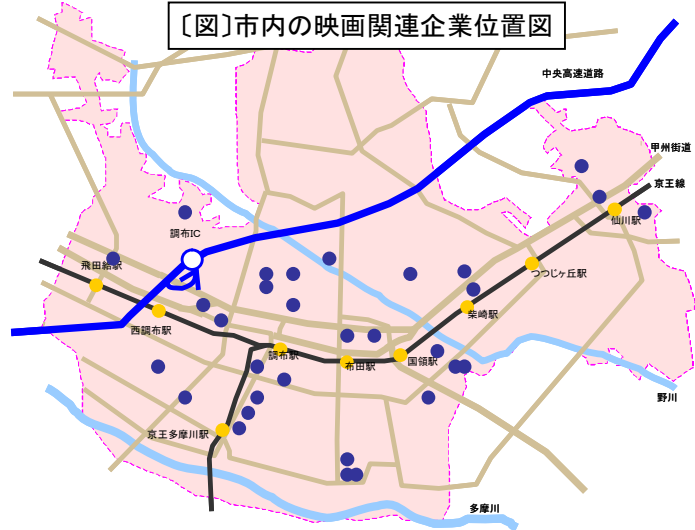 〔図〕市内の映画関連企業位置図
中央高速道路
甲州街道
京王線
仙川駅
調布IC
飛田給駅
つつじヶ丘駅
西調布駅
柴崎駅
調布駅
布田駅
国領駅
野川
京王多摩川駅
多摩川